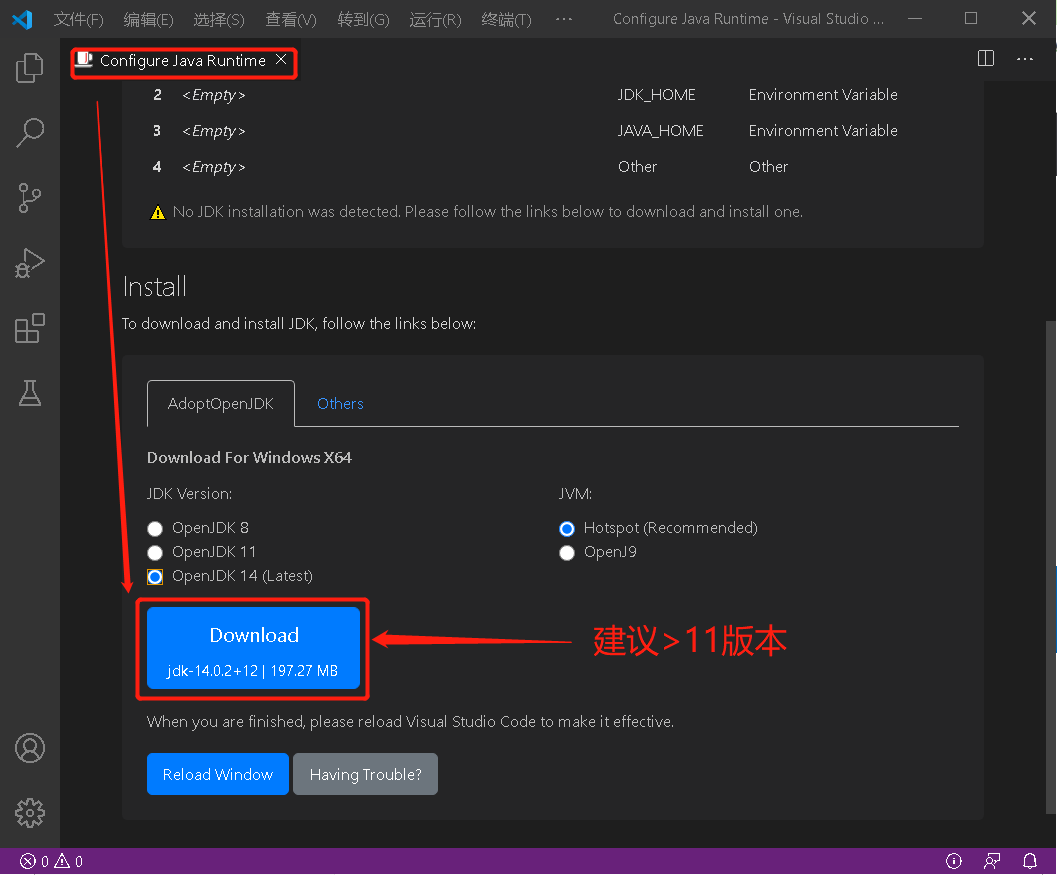 文件(F) 编辑(E) 选择(S) 查看(V) 转到(G) 运行(R) 终端(T) ··· Configure Java Runtime - Visual Studio ...
Configure Java Runtime
2 <Empty> JDK_HOME Environment Variable
3 <Empty> JAVA_HOME Environment Variable
4 <Empty> Other Other
No JDK installation was detected. Please follow the links below to download and install one.
Install
To download and install JDK, follow the links below:
AdoptOpenJDK Others
Download For Windows X64
JDK Version: JVM:
OpenJDK 8 Hotspot (Recommended)
OpenJDK 11 OpenJ9
OpenJDK 14 (Latest)
Download
jdk-14.0.2+12 | 197.27 MB
建议>11版本
When you are finished, please reload Visual Studio Code to make it effective.
Reload Window Having Trouble?
0 0